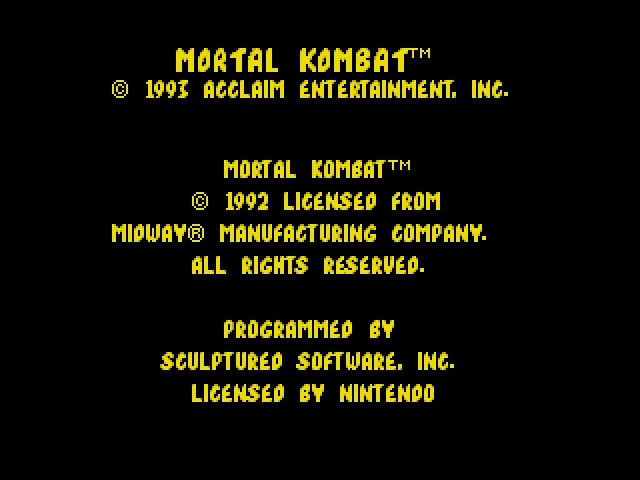 MORTAL KOMBAT™
© 1993 ACCLAIM ENTERTAINMENT, INC.
MORTAL KOMBAT™
© 1992 LICENSED FROM
MIDWAY® MANUFACTURING COMPANY.
ALL RIGHTS RESERVED.
PROGRAMMED BY
SCULPTURED SOFTWARE, INC.
LICENSED BY NINTENDO